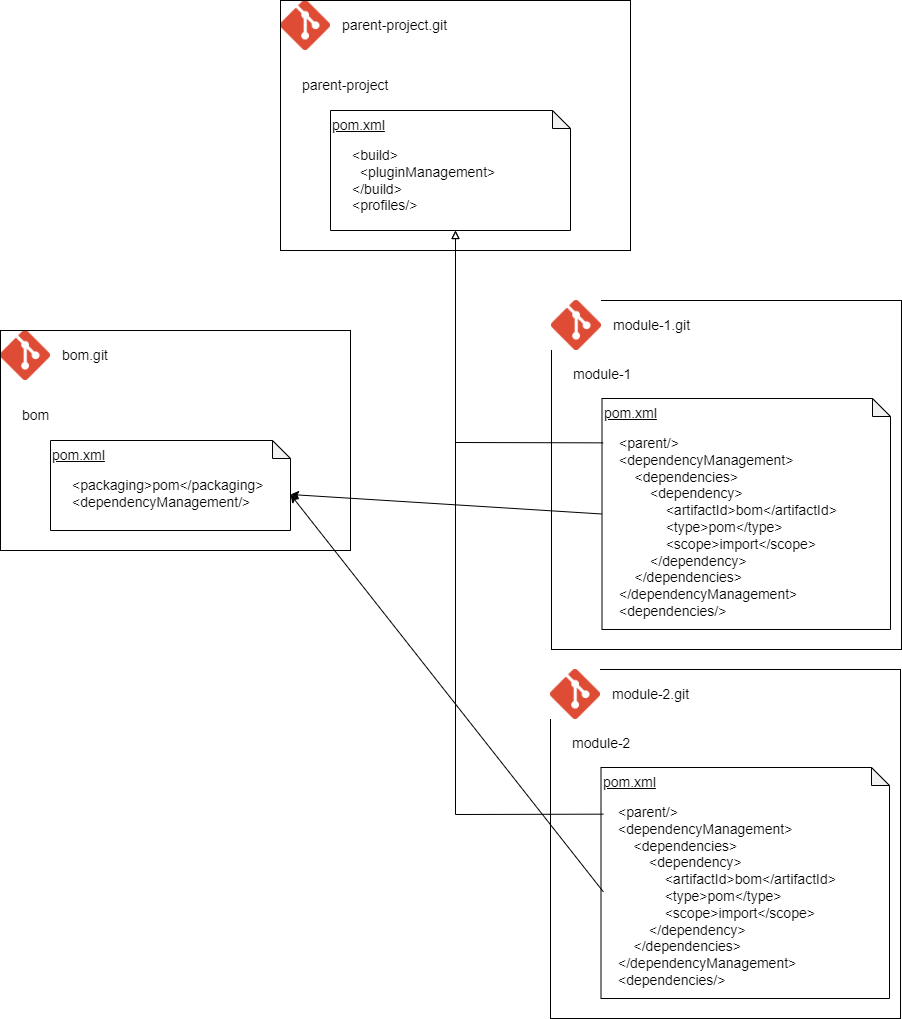 parent-project.git
parent-project
pom.xml
<build>
<pluginManagement>
</build>
<profiles/>
bom.git
bom
pom.xml
<packaging>pom</packaging>
<dependencyManagement/>
module-1.git
module-1
pom.xml
<parent/>
<dependencyManagement>
<dependencies>
<dependency>
<artifactId>bom</artifactId>
<type>pom</type>
<scope>import</scope>
</dependency>
</dependencies>
</dependencyManagement>
<dependencies/>
module-2.git
module-2
pom.xml
<parent/>
<dependencyManagement>
<dependencies>
<dependency>
<artifactId>bom</artifactId>
<type>pom</type>
<scope>import</scope>
</dependency>
</dependencies>
</dependencyManagement>
<dependencies/>